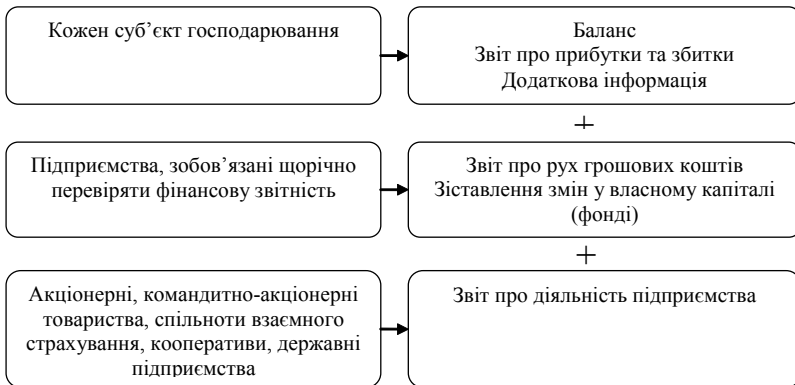 Кожен суб’єкт господарювання
Баланс
Звіт про прибутки та збитки
Додаткова інформація
+
Підприємства, зобов’язані щорічно
перевіряти фінансову звітність
Звіт про рух грошових коштів
Зіставлення змін у власному капіталі
(фонді)
+
Акціонерні, командитно-акціонерні
товариства, спільноти взаємного
страхування, кооперативи, державні
підприємства
Звіт про діяльність підприємства